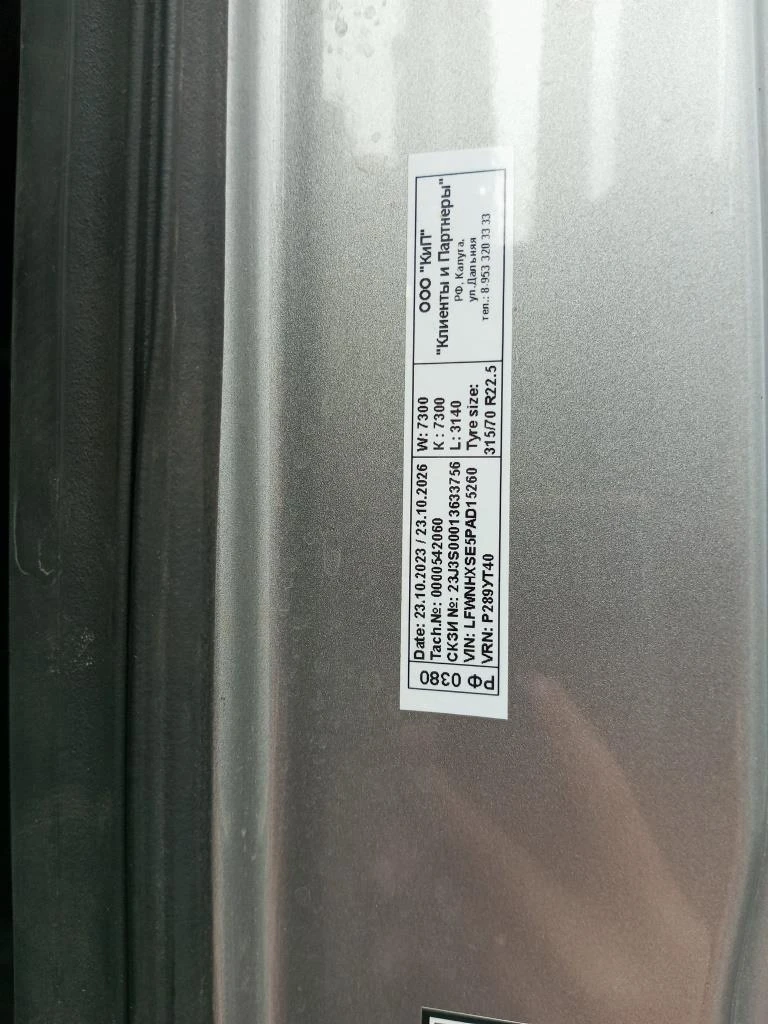 РФ 0380
Date: 23.10.2023 / 23.10.2026
Tach.№: 0000542060
СКЗИ №: 23J3S00013633756
VIN: LFWNHXSE5PAD15260
VRN: Р289УТ40
W: 7300
K : 7300
L: 3140
Tyre size:
315/70 R22.5
ООО "КиП"
"Клиенты и Партнеры"
РФ, Калуга,
ул.Дальняя
тел.: 8 953 320 33 33